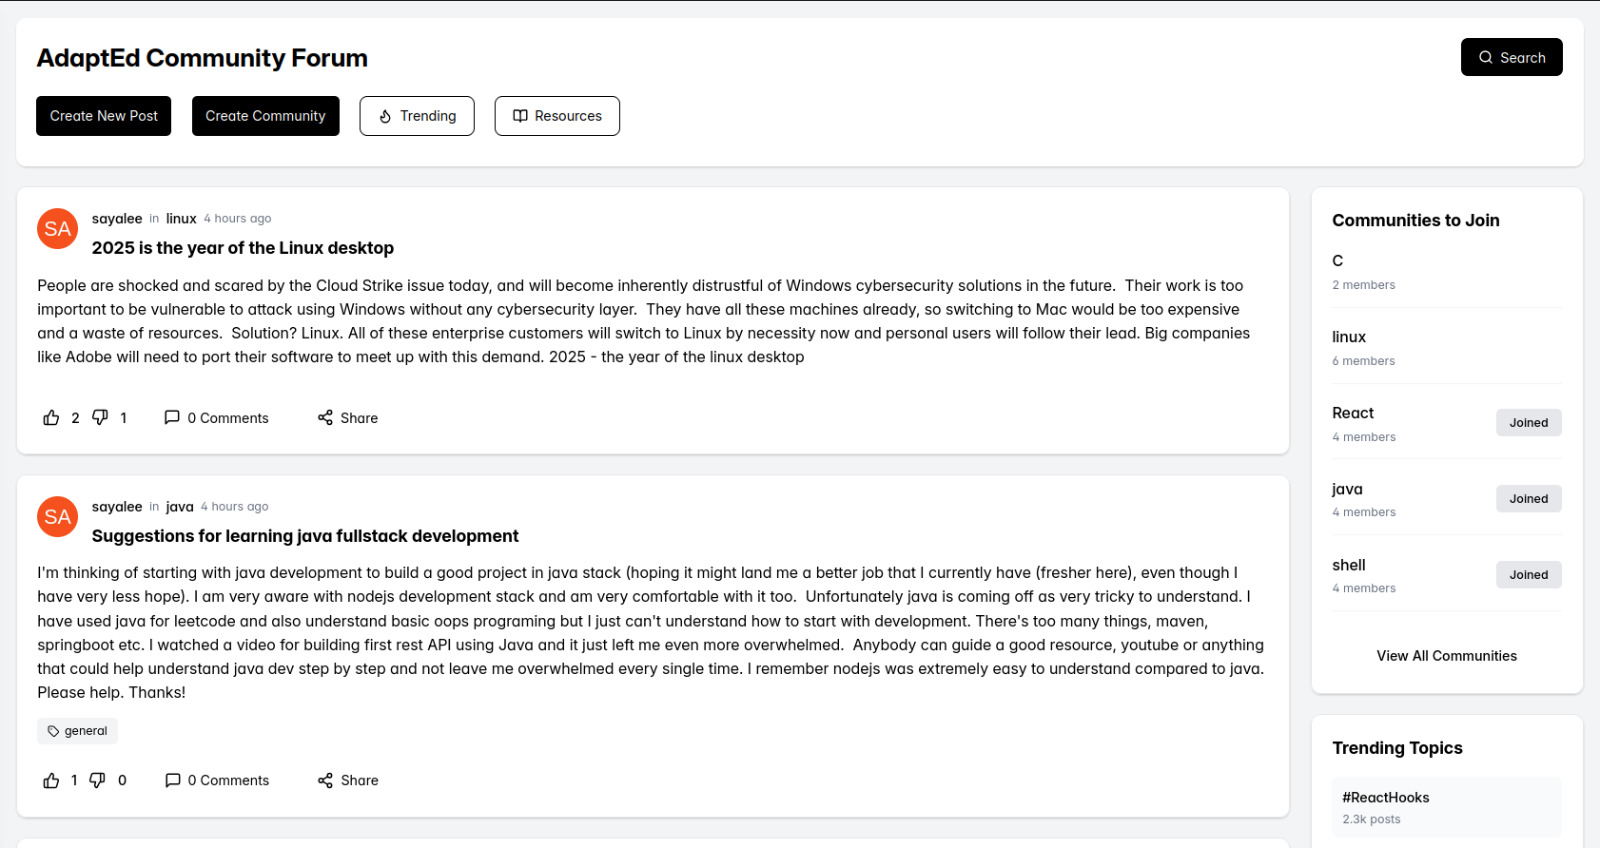 AdaptEd Community Forum
Search
Create New Post
Create Community
Trending
Resources
SA
sayalee in linux 4 hours ago
2025 is the year of the Linux desktop
People are shocked and scared by the Cloud Strike issue today, and will become inherently distrustful of Windows cybersecurity solutions in the future.  Their work is too
important to be vulnerable to attack using Windows without any cybersecurity layer.  They have all these machines already, so switching to Mac would be too expensive
and a waste of resources.  Solution? Linux. All of these enterprise customers will switch to Linux by necessity now and personal users will follow their lead. Big companies
like Adobe will need to port their software to meet up with this demand. 2025 - the year of the linux desktop
2 1 0 Comments Share
SA
sayalee in java 4 hours ago
Suggestions for learning java fullstack development
I'm thinking of starting with java development to build a good project in java stack (hoping it might land me a better job that I currently have (fresher here), even though I
have very less hope). I am very aware with nodejs development stack and am very comfortable with it too.  Unfortunately java is coming off as very tricky to understand. I
have used java for leetcode and also understand basic oops programing but I just can't understand how to start with development. There's too many things, maven,
springboot etc. I watched a video for building first rest API using Java and it just left me even more overwhelmed.  Anybody can guide a good resource, youtube or anything
that could help understand java dev step by step and not leave me overwhelmed every single time. I remember nodejs was extremely easy to understand compared to java.
Please help. Thanks!
general
1 0 0 Comments Share
Communities to Join
C
2 members
linux
6 members
React
4 members
Joined
java
4 members
Joined
shell
4 members
Joined
View All Communities
Trending Topics
#ReactHooks
2.3k posts